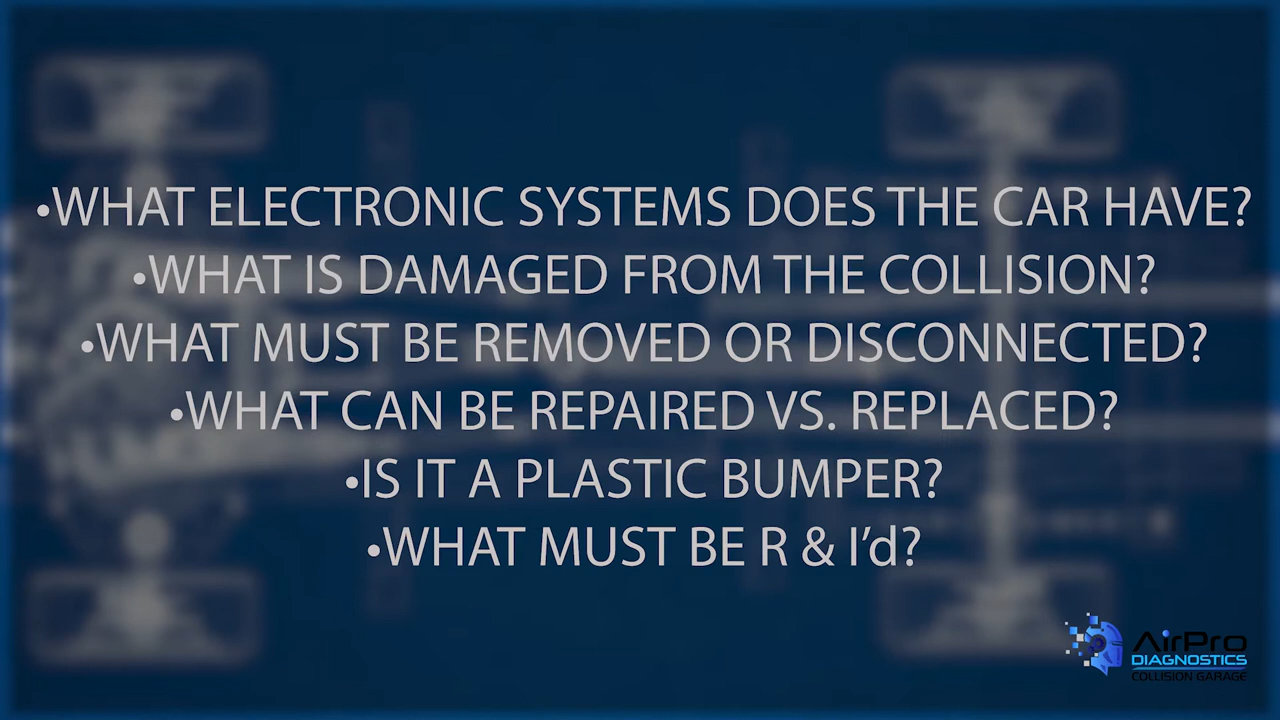 •WHAT ELECTRONIC SYSTEMS DOES THE CAR HAVE?
•WHAT IS DAMAGED FROM THE COLLISION?
•WHAT MUST BE REMOVED OR DISCONNECTED?
•WHAT CAN BE REPAIRED VS. REPLACED?
•IS IT A PLASTIC BUMPER?
•WHAT MUST BE R & I’d?
AirPro
DIAGNOSTICS
COLLISION GARAGE